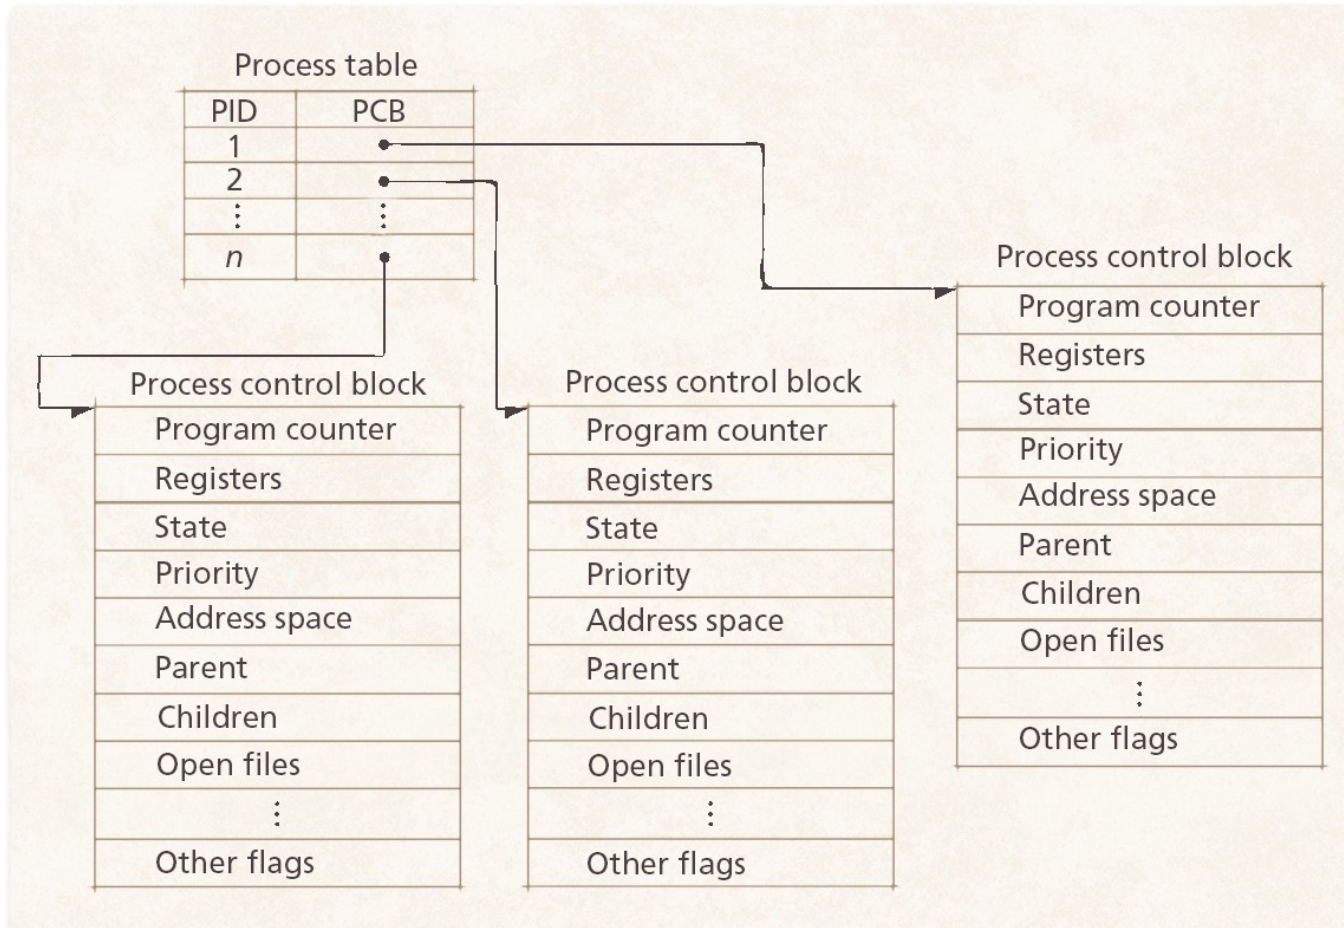 Process table
PID PCB
1
2
⋮ ⋮
n
Process control block
Program counter
Registers
State
Priority
Address space
Parent
Children
Open files
⋮
Other flags
Process control block
Program counter
Registers
State
Priority
Address space
Parent
Children
Open files
⋮
Other flags
Process control block
Program counter
Registers
State
Priority
Address space
Parent
Children
Open files
⋮
Other flags